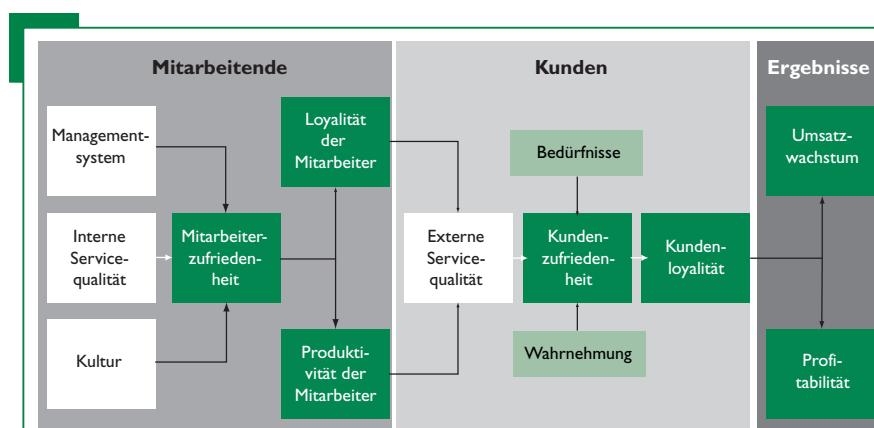 Mitarbeitende
Kunden
Ergebnisse
Management-
system
Interne
Service-
qualität
Kultur
Mitarbeiter-
zufrieden-
heit
Loyalität
der
Mitarbeiter
Produkti-
vität der
Mitarbeiter
Externe
Service-
qualität
Bedürfnisse
Kunden-
zufrieden-
heit
Wahrnehmung
Kunden-
loyalität
Umsatz-
wachstum
Profi-
tabilität